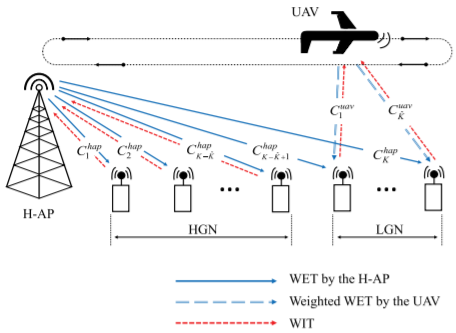 UAV
H-AP
C_1^{hap}
C_2^{hap}
C_{K-\hat{K}}^{hap}
C_{K-\hat{K}+1}^{hap}
C_1^{uav}
C_{\hat{K}}^{uav}
C_K^{hap}
...
...
HGN
LGN
WET by the H-AP
Weighted WET by the UAV
WIT